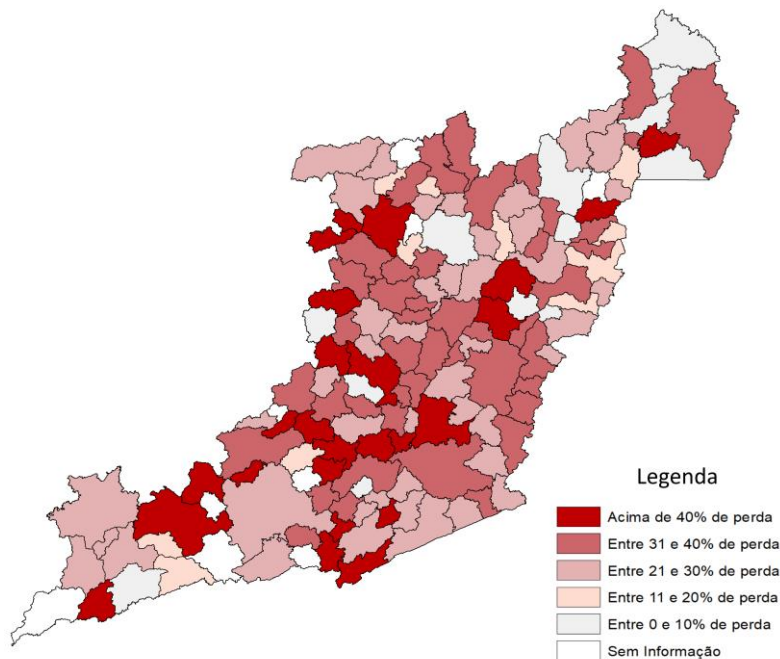 Legenda
Acima de 40% de perda
Entre 31 e 40% de perda
Entre 21 e 30% de perda
Entre 11 e 20% de perda
Entre 0 e 10% de perda
Sem Informação